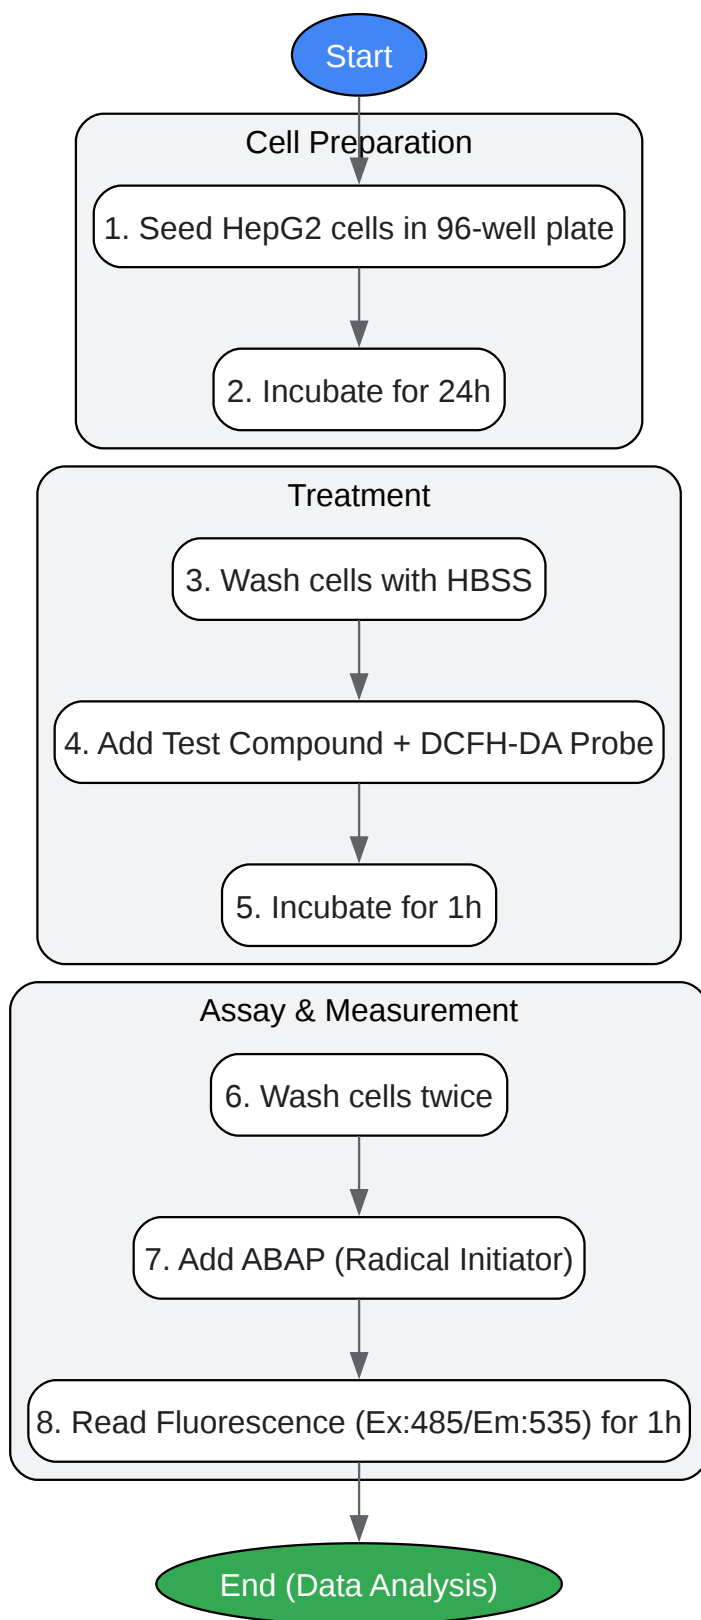 Start
Cell Preparation
1. Seed HepG2 cells in 96-well plate
2. Incubate for 24h
Treatment
3. Wash cells with HBSS
4. Add Test Compound + DCFH-DA Probe
5. Incubate for 1h
Assay & Measurement
6. Wash cells twice
7. Add ABAP (Radical Initiator)
8. Read Fluorescence (Ex:485/Em:535) for 1h
End (Data Analysis)